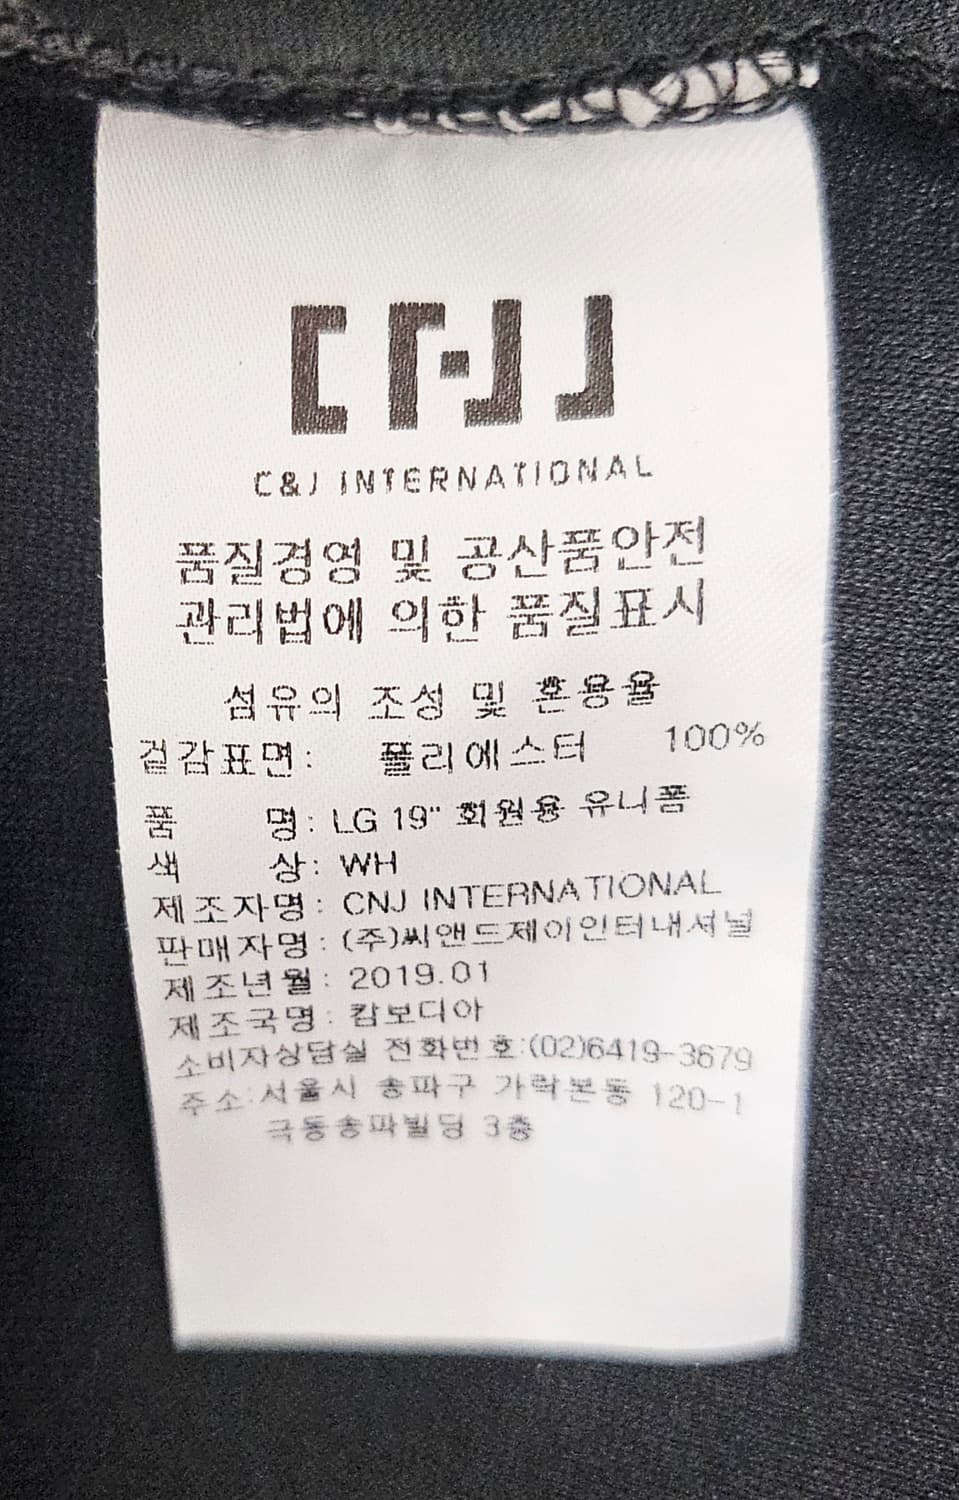 CNJ
C&J INTERNATIONAL
품질경영 및 공산품안전
관리법에 의한 품질표시
섬유의 조성 및 혼용율
겉감표면: 폴리에스터 100%
품 명: LG 19" 회원용 유니폼
색 상: WH
제조자명: CNJ INTERNATIONAL
판매자명: (주)씨앤드제이인터내셔널
제조년월: 2019.01
제조국명: 캄보디아
소비자상담실 전화번호:(02)6419-3679
주소:서울시 송파구 가락본동 120-1
극동송파빌딩 3층